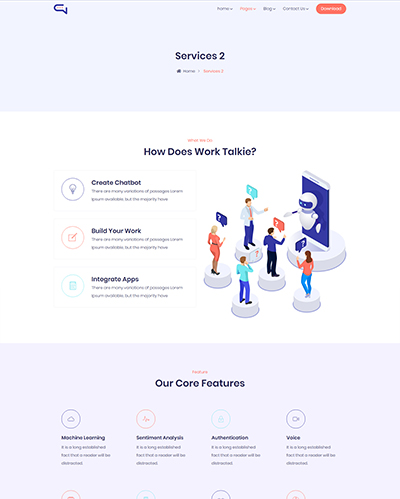 Home Pages Blog Contact Us Download
Services 2
Home > Services 2
What We Do
How Does Work Talkie?
Create Chatbot
There are many variations of passages Lorem
Ipsum available, but the majority have
Build Your Work
There are many variations of passages Lorem
Ipsum available, but the majority have
Integrate Apps
There are many variations of passages Lorem
Ipsum available, but the majority have
Feature
Our Core Features
Machine Learning Sentiment Analysis Authentication Voice
It is a long established It is a long established It is a long established It is a long established
fact that a reader will be fact that a reader will be fact that a reader will be fact that a reader will be
distracted. distracted. distracted. distracted.